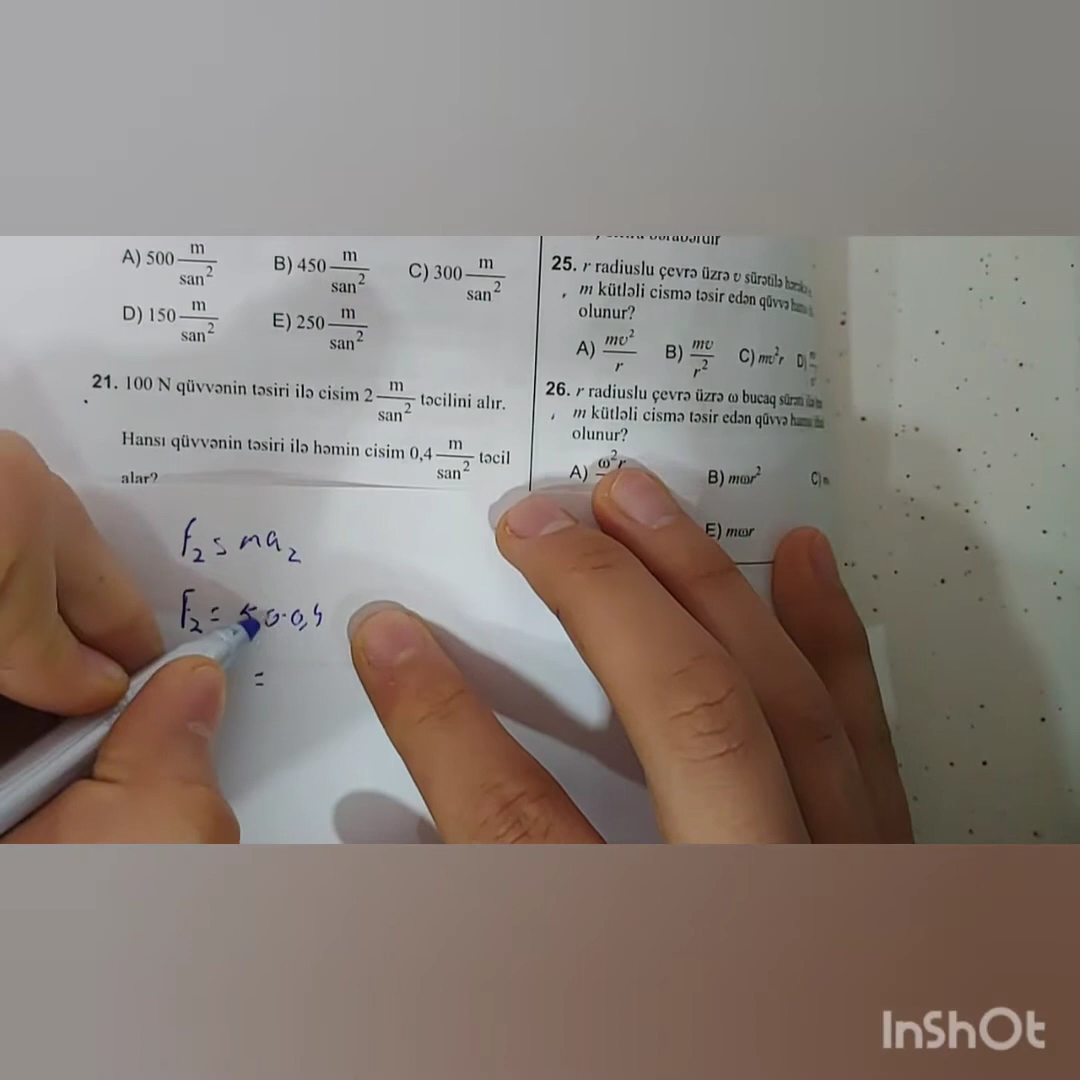 A) 500 m/san² B) 450 m/san² C) 300 m/san²
D) 150 m/san² E) 250 m/san²
21. 100 N qüvvənin təsiri ilə cisim 2 m/san² təcilini alır.
Hansı qüvvənin təsiri ilə həmin cisim 0,4 m/san² təcil
alar?
F₂ = ma₂
F₂ = 50·0,4
=
25. r radiuslu çevrə üzrə υ sürətilə
m kütləli cismə təsir edən qüvvə
olunur?
A) mυ²/r B) mυ/r² C) mυ²r D)
26. r radiuslu çevrə üzrə ω bucaq
m kütləli cismə təsir edən qüvvə
olunur?
A) ω²r B) mωr² C)
E) mωr
InShOt